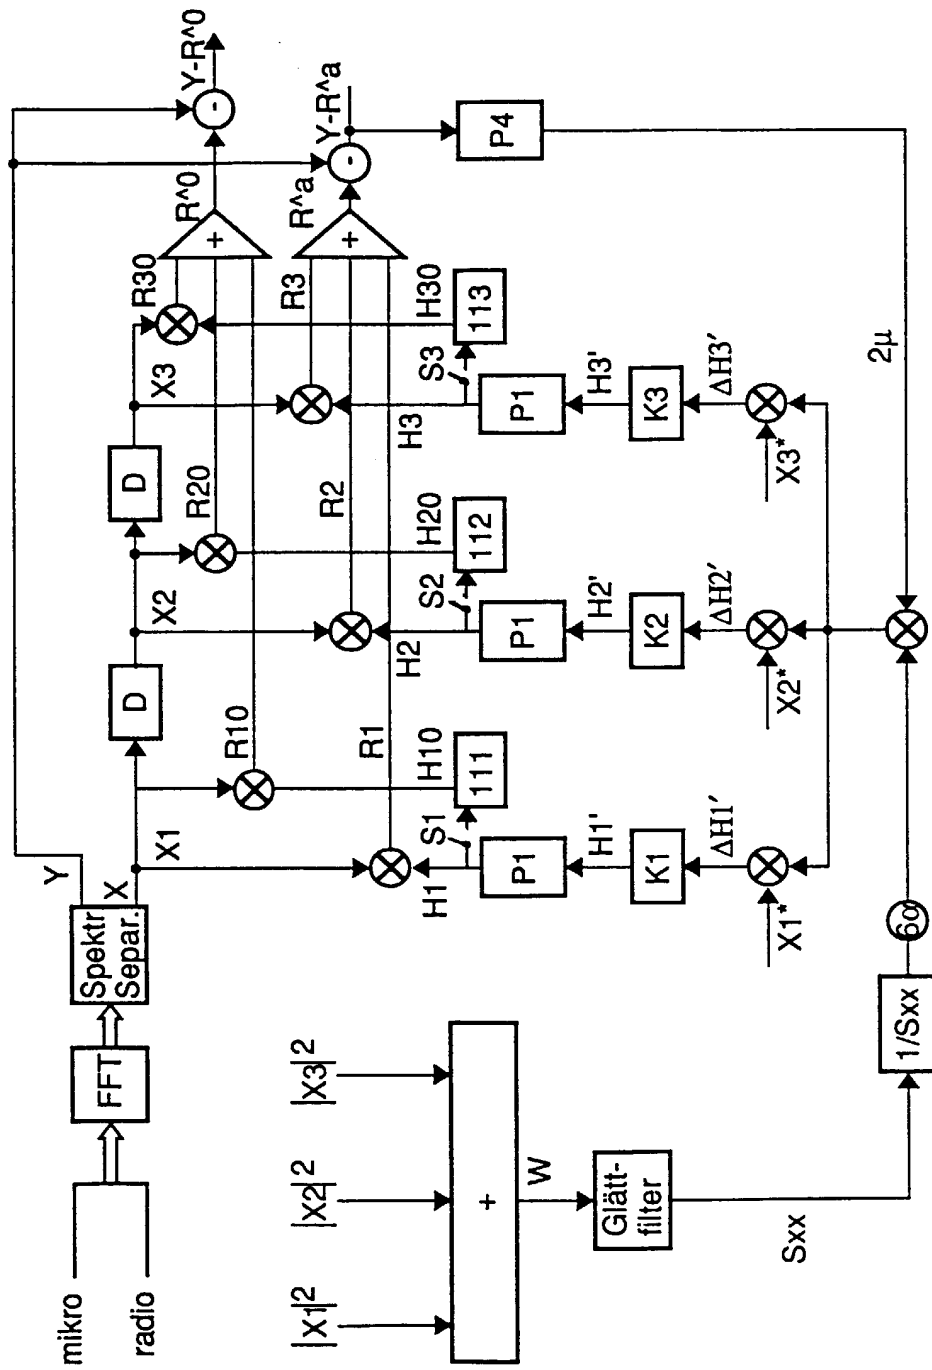 mikro
radio
FFT
Spektr
Separ.
Y
X
X1
D
X2
D
X3
R10
R20
R30
+
R^0
-
Y-R^0
R1
R2
R3
+
R^a
-
Y-R^a
H1
S1
H10
111
H2
S2
H20
112
H3
S3
H30
113
P4
P1
P1
P1
H1'
H2'
H3'
K1
K2
K3
ΔH1'
ΔH2'
ΔH3'
X1*
X2*
X3*
2μ
|X1|²
|X2|²
|X3|²
+
W
Glätt-
filter
Sxx
1/Sxx